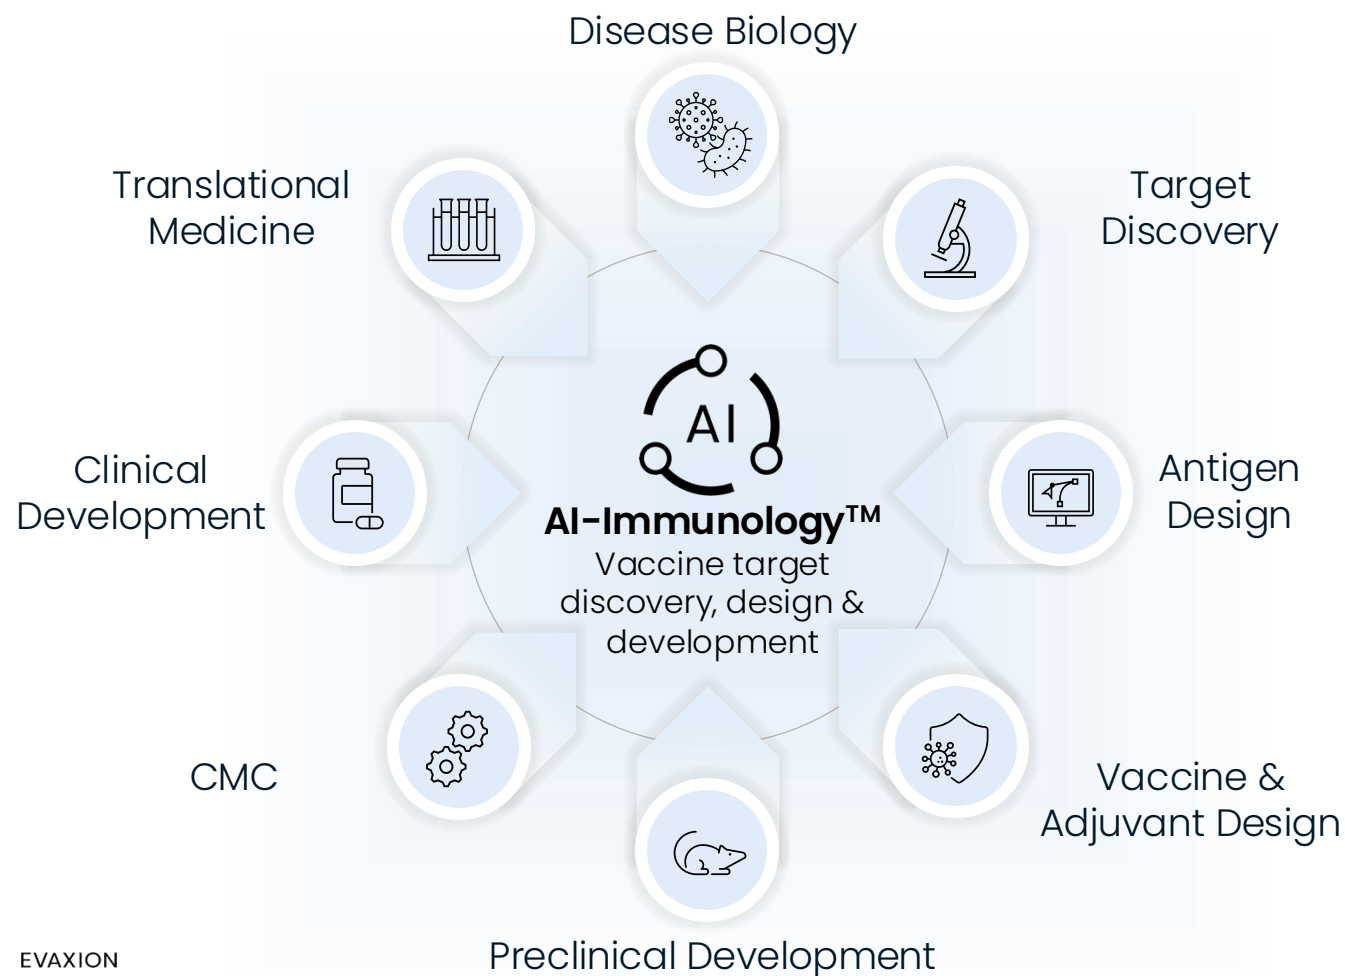 Disease Biology
Translational
Medicine
Target
Discovery
AI
AI-Immunology™
Vaccine target
discovery, design &
development
Clinical
Development
Antigen
Design
CMC
Vaccine &
Adjuvant Design
Preclinical Development
EVAXION